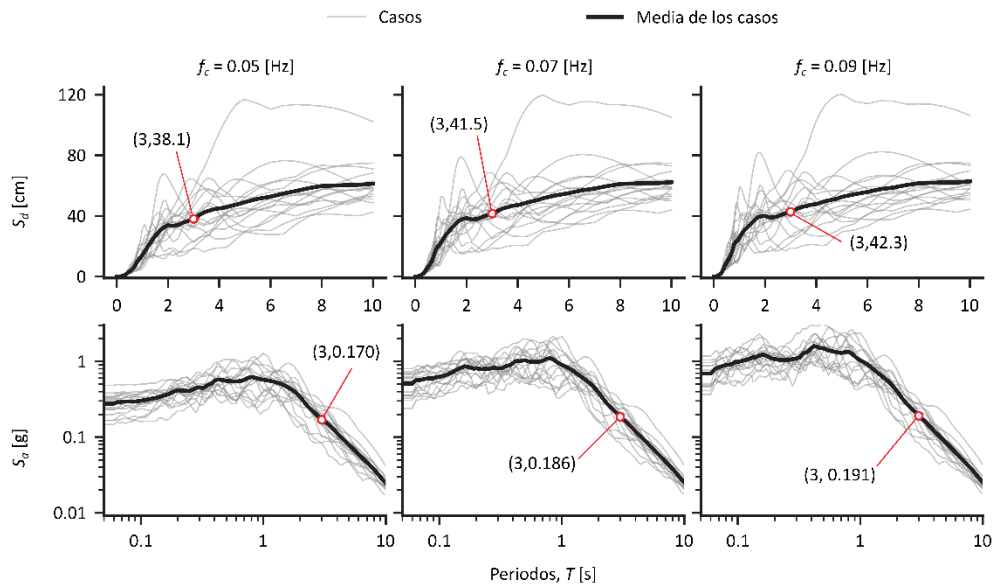 Casos
Media de los casos
f_c = 0.05 [Hz]
f_c = 0.07 [Hz]
f_c = 0.09 [Hz]
S_d [cm]
120
80
40
0
(3,38.1)
(3,41.5)
(3,42.3)
0 2 4 6 8 10
0 2 4 6 8 10
0 2 4 6 8 10
S_a [g]
1
0.1
0.01
(3,0.170)
(3,0.186)
(3, 0.191)
0.1 1 10
0.1 1 10
0.1 1 10
Periodos, T [s]